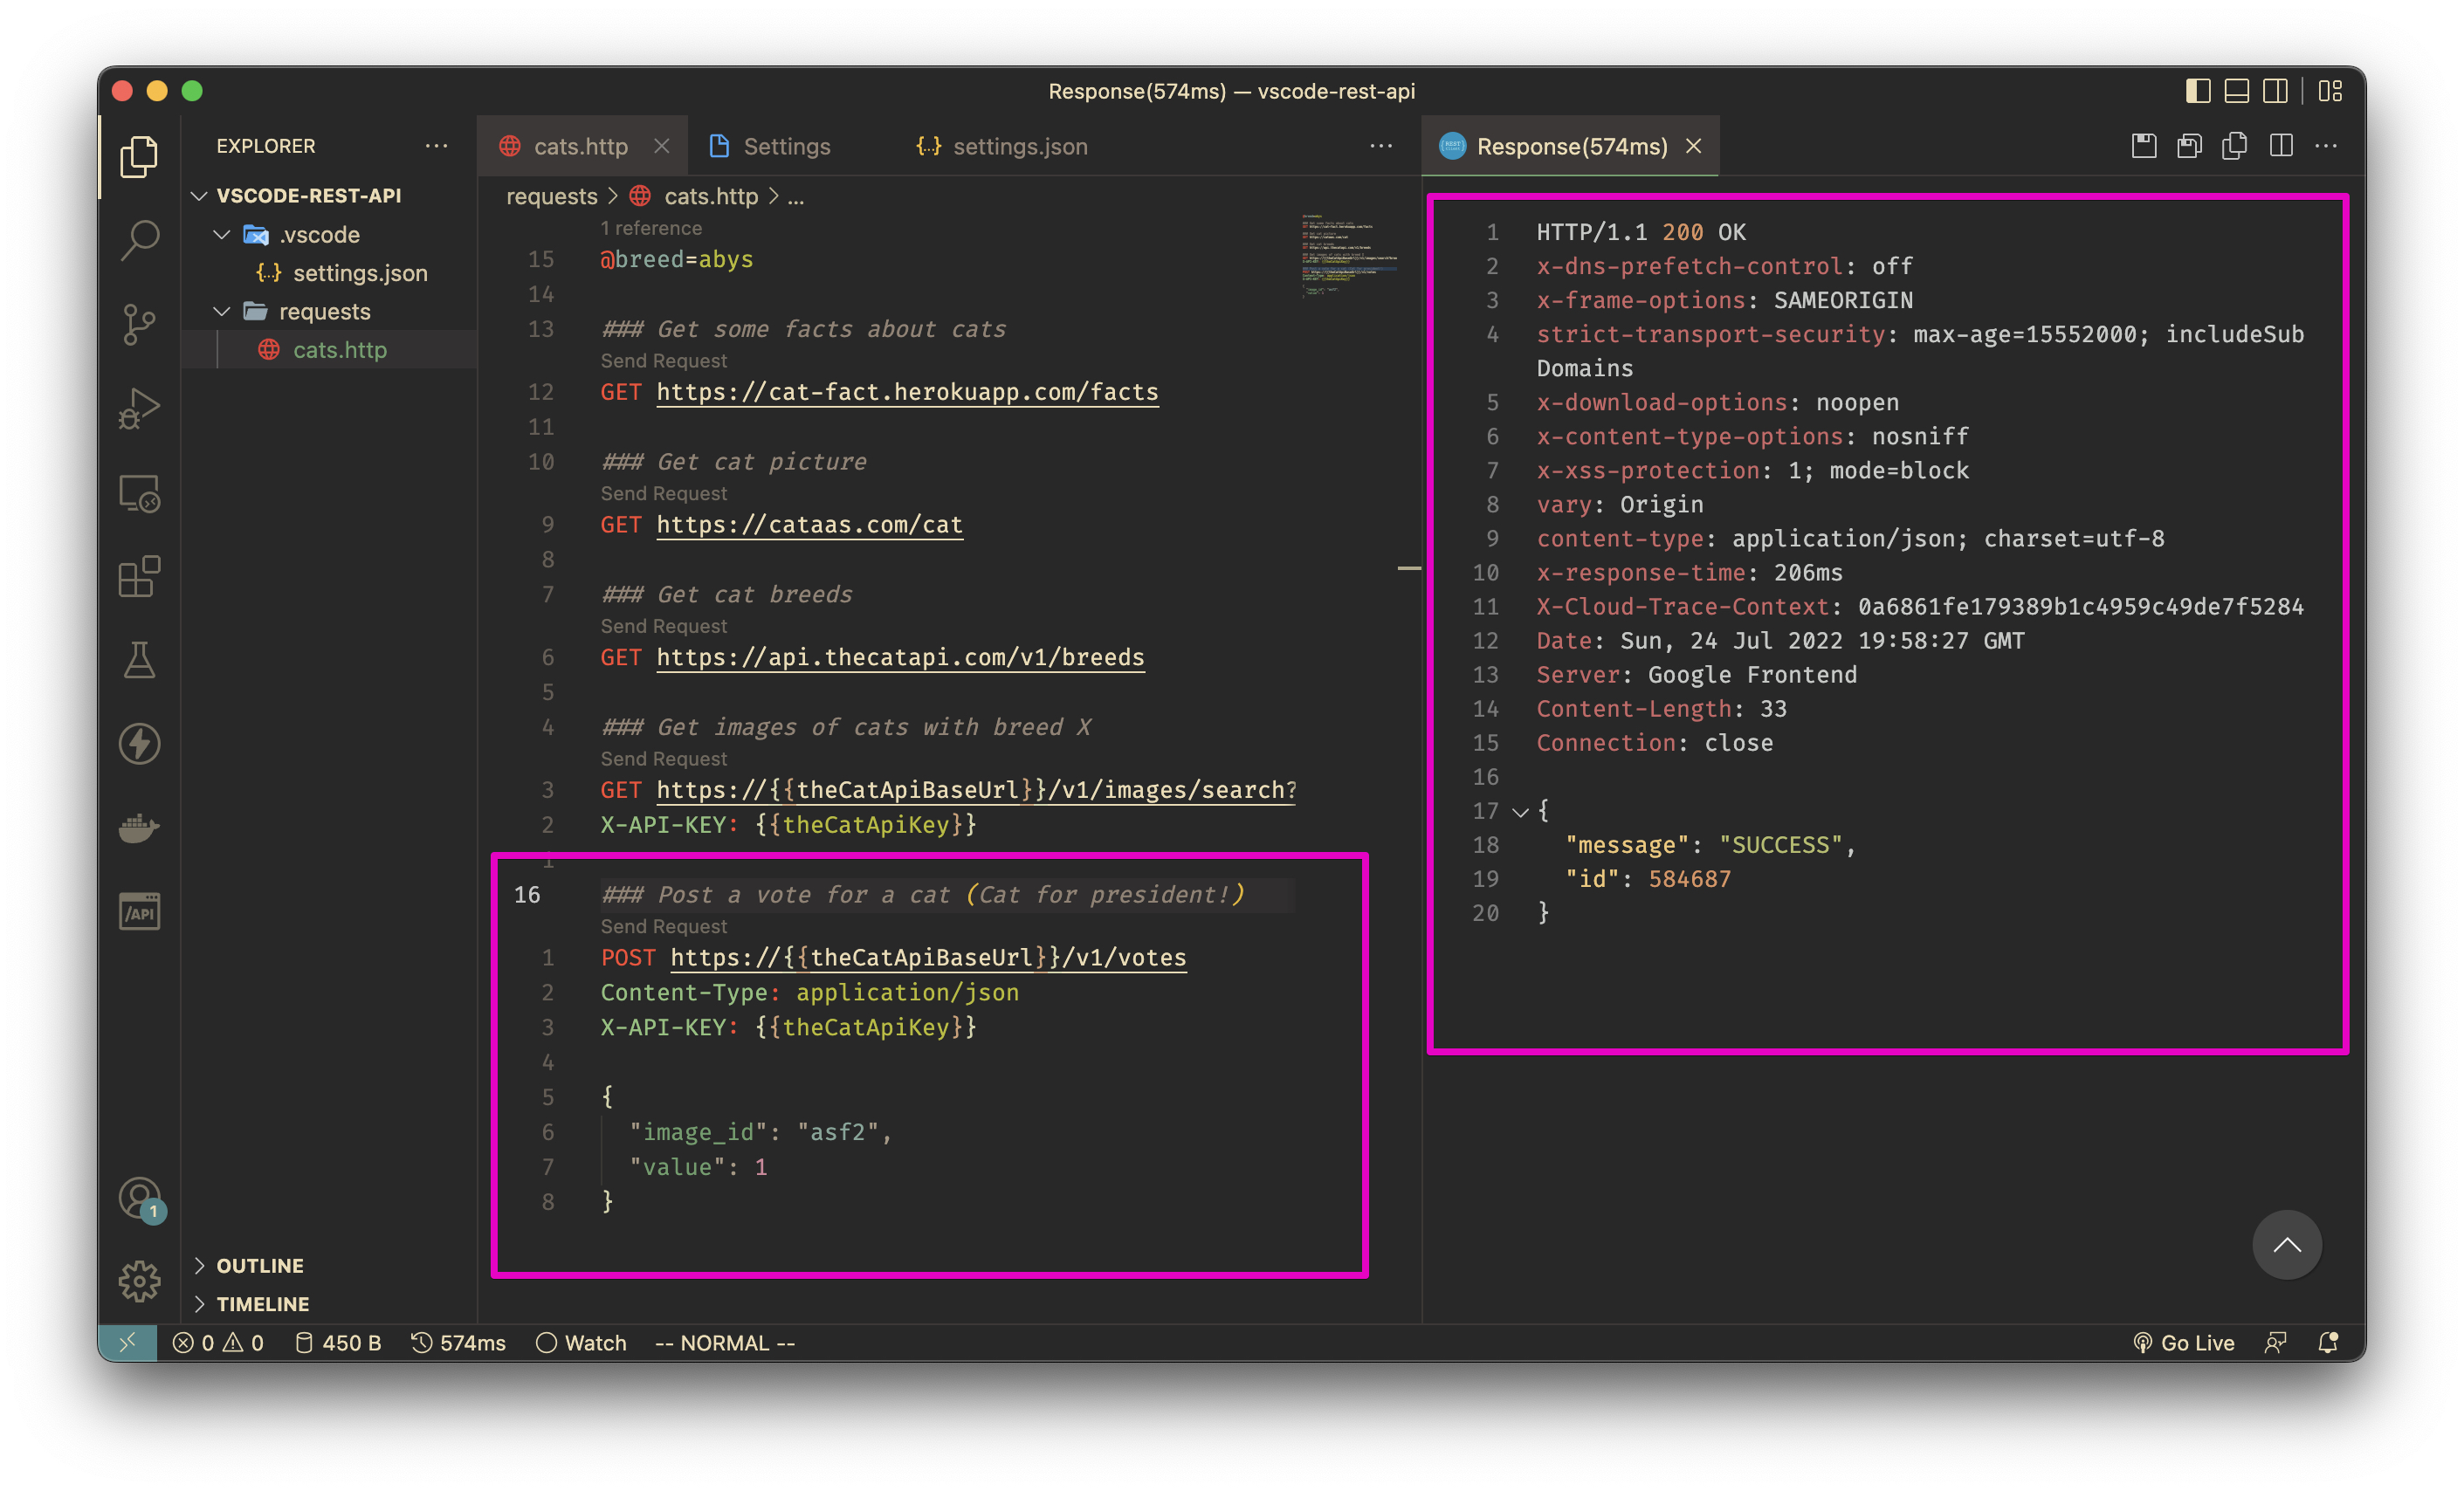 Response(574ms) — vscode-rest-api
EXPLORER
VSCODE-REST-API
.vscode
{..} settings.json
requests
cats.http
OUTLINE
TIMELINE
cats.http
Settings
{..} settings.json
requests > cats.http > ...
1 reference
15 @breed=abys
14
13 ### Get some facts about cats
Send Request
12 GET https://cat-fact.herokuapp.com/facts
11
10 ### Get cat picture
Send Request
9 GET https://cataas.com/cat
8
7 ### Get cat breeds
Send Request
6 GET https://api.thecatapi.com/v1/breeds
5
4 ### Get images of cats with breed X
Send Request
3 GET https://{{theCatApiBaseUrl}}/v1/images/search?
2 X-API-KEY: {{theCatApiKey}}
1
16 ### Post a vote for a cat (Cat for president!)
Send Request
1 POST https://{{theCatApiBaseUrl}}/v1/votes
2 Content-Type: application/json
3 X-API-KEY: {{theCatApiKey}}
4
5 {
6 "image_id": "asf2",
7 "value": 1
8 }
Response(574ms)
1 HTTP/1.1 200 OK
2 x-dns-prefetch-control: off
3 x-frame-options: SAMEORIGIN
4 strict-transport-security: max-age=15552000; includeSub
Domains
5 x-download-options: noopen
6 x-content-type-options: nosniff
7 x-xss-protection: 1; mode=block
8 vary: Origin
9 content-type: application/json; charset=utf-8
10 x-response-time: 206ms
11 X-Cloud-Trace-Context: 0a6861fe179389b1c4959c49de7f5284
12 Date: Sun, 24 Jul 2022 19:58:27 GMT
13 Server: Google Frontend
14 Content-Length: 33
15 Connection: close
16
17 {
18 "message": "SUCCESS",
19 "id": 584687
20 }
/API
1
0 0 450 B 574ms Watch -- NORMAL --
Go Live